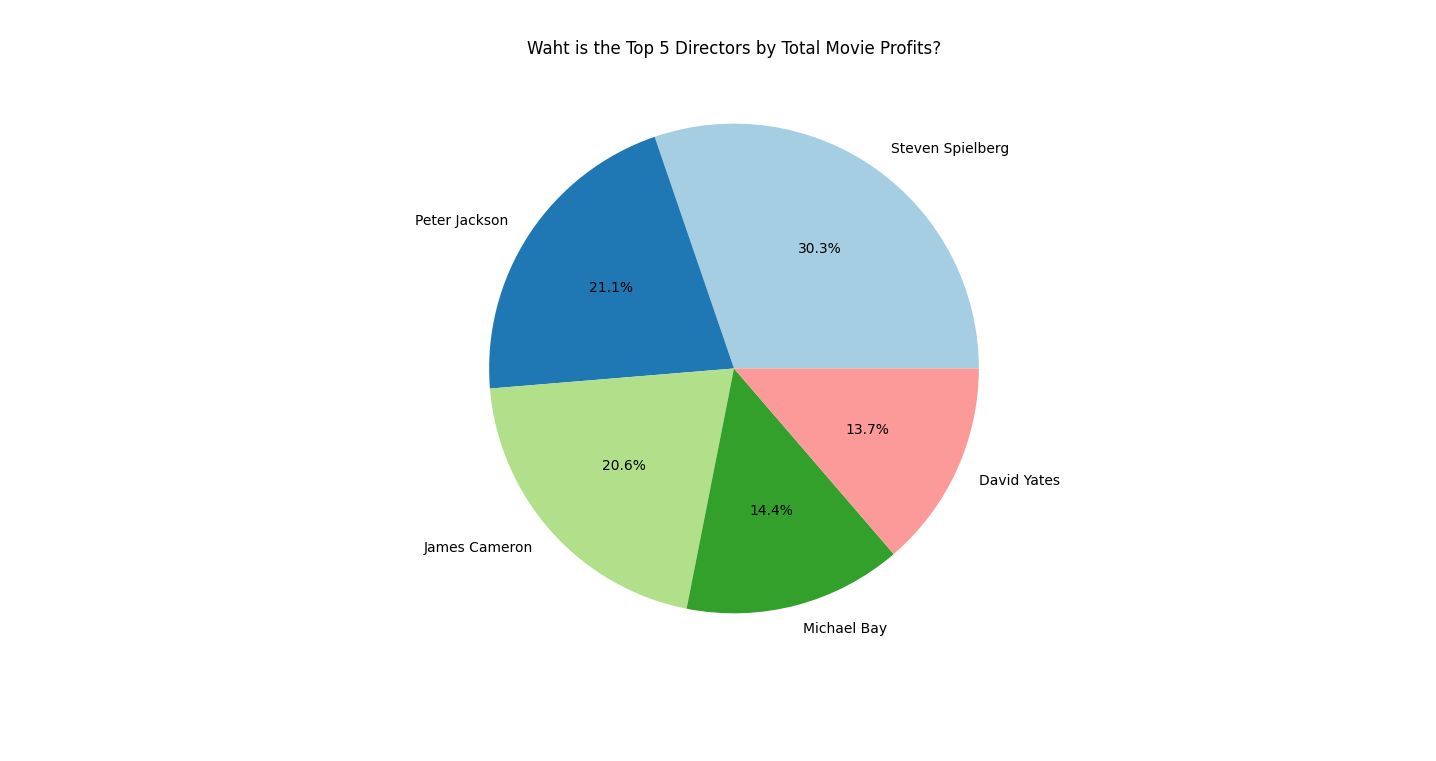 Waht is the Top 5 Directors by Total Movie Profits?
Steven Spielberg
30.3%
Peter Jackson
21.1%
James Cameron
20.6%
Michael Bay
14.4%
David Yates
13.7%